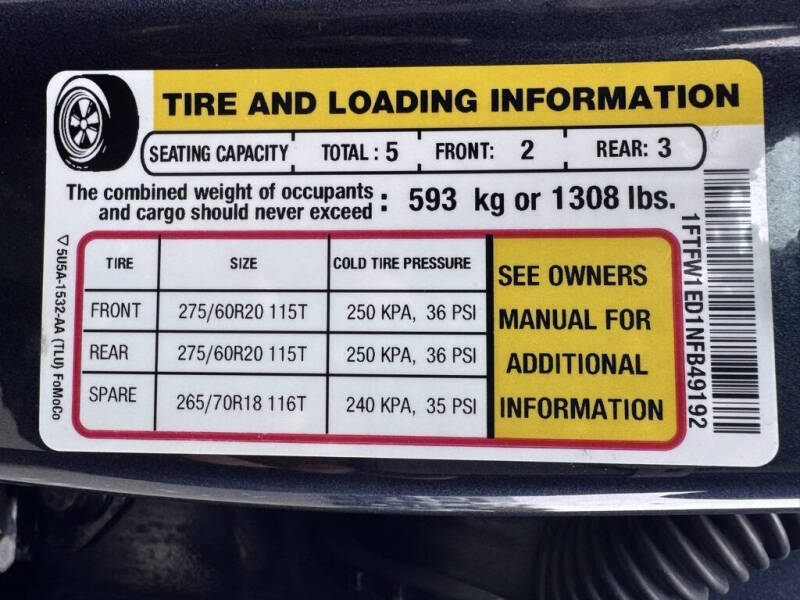 TIRE AND LOADING INFORMATION
SEATING CAPACITY TOTAL : 5 FRONT: 2 REAR: 3
The combined weight of occupants
and cargo should never exceed : 593 kg or 1308 lbs.
TIRE SIZE COLD TIRE PRESSURE
FRONT 275/60R20 115T 250 KPA, 36 PSI
REAR 275/60R20 115T 250 KPA, 36 PSI
SPARE 265/70R18 116T 240 KPA, 35 PSI
SEE OWNERS
MANUAL FOR
ADDITIONAL
INFORMATION
5U5A-1532-AA (TLU) FoMoCo
1FTFW1ED1NFB49192